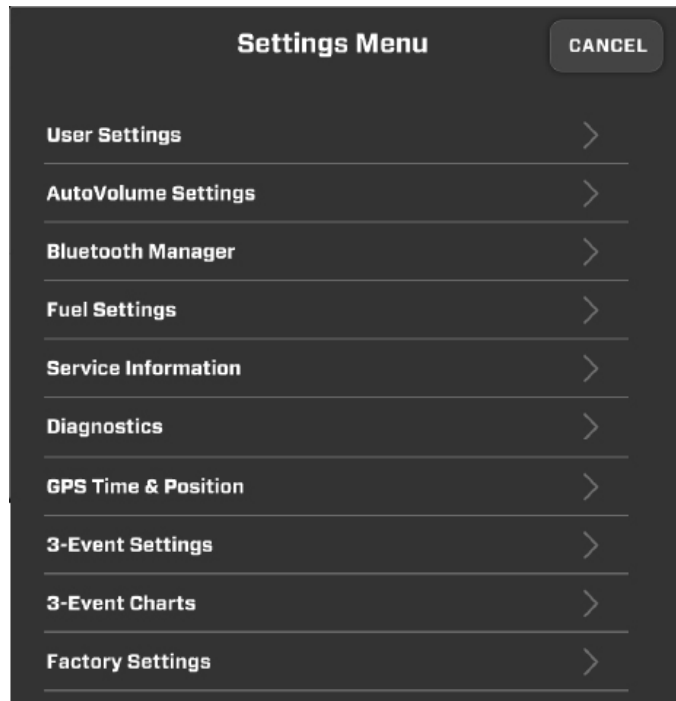 Settings Menu
CANCEL
User Settings
AutoVolume Settings
Bluetooth Manager
Fuel Settings
Service Information
Diagnostics
GPS Time & Position
3-Event Settings
3-Event Charts
Factory Settings